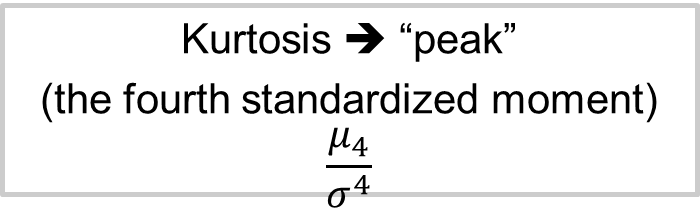 Kurtosis ➔ “peak”
(the fourth standardized moment)
μ₄
σ⁴